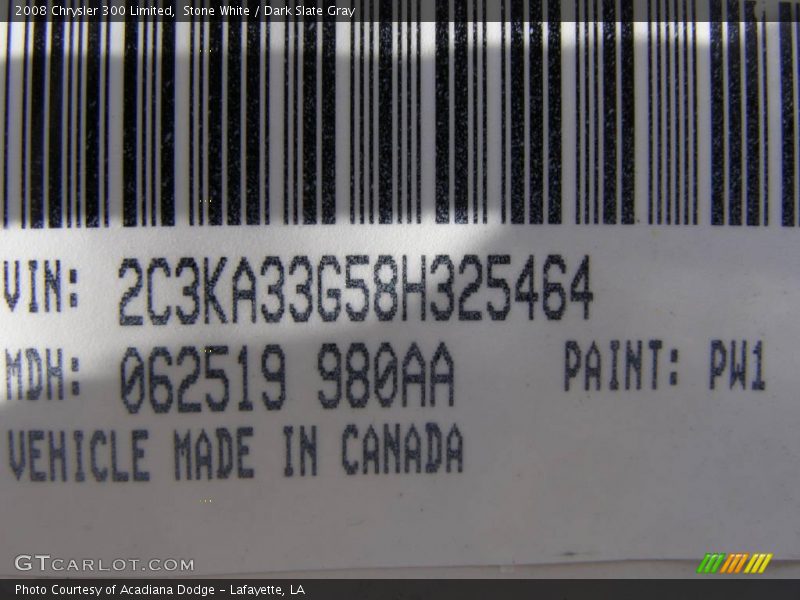 2008 Chrysler 300 Limited,  Stone White / Dark Slate Gray
VIN: 2C3KA33G58H325464
MDH: 062519 980AA PAINT: PW1
VEHICLE MADE IN CANADA
GTCARLOT.COM
Photo Courtesy of Acadiana Dodge - Lafayette, LA